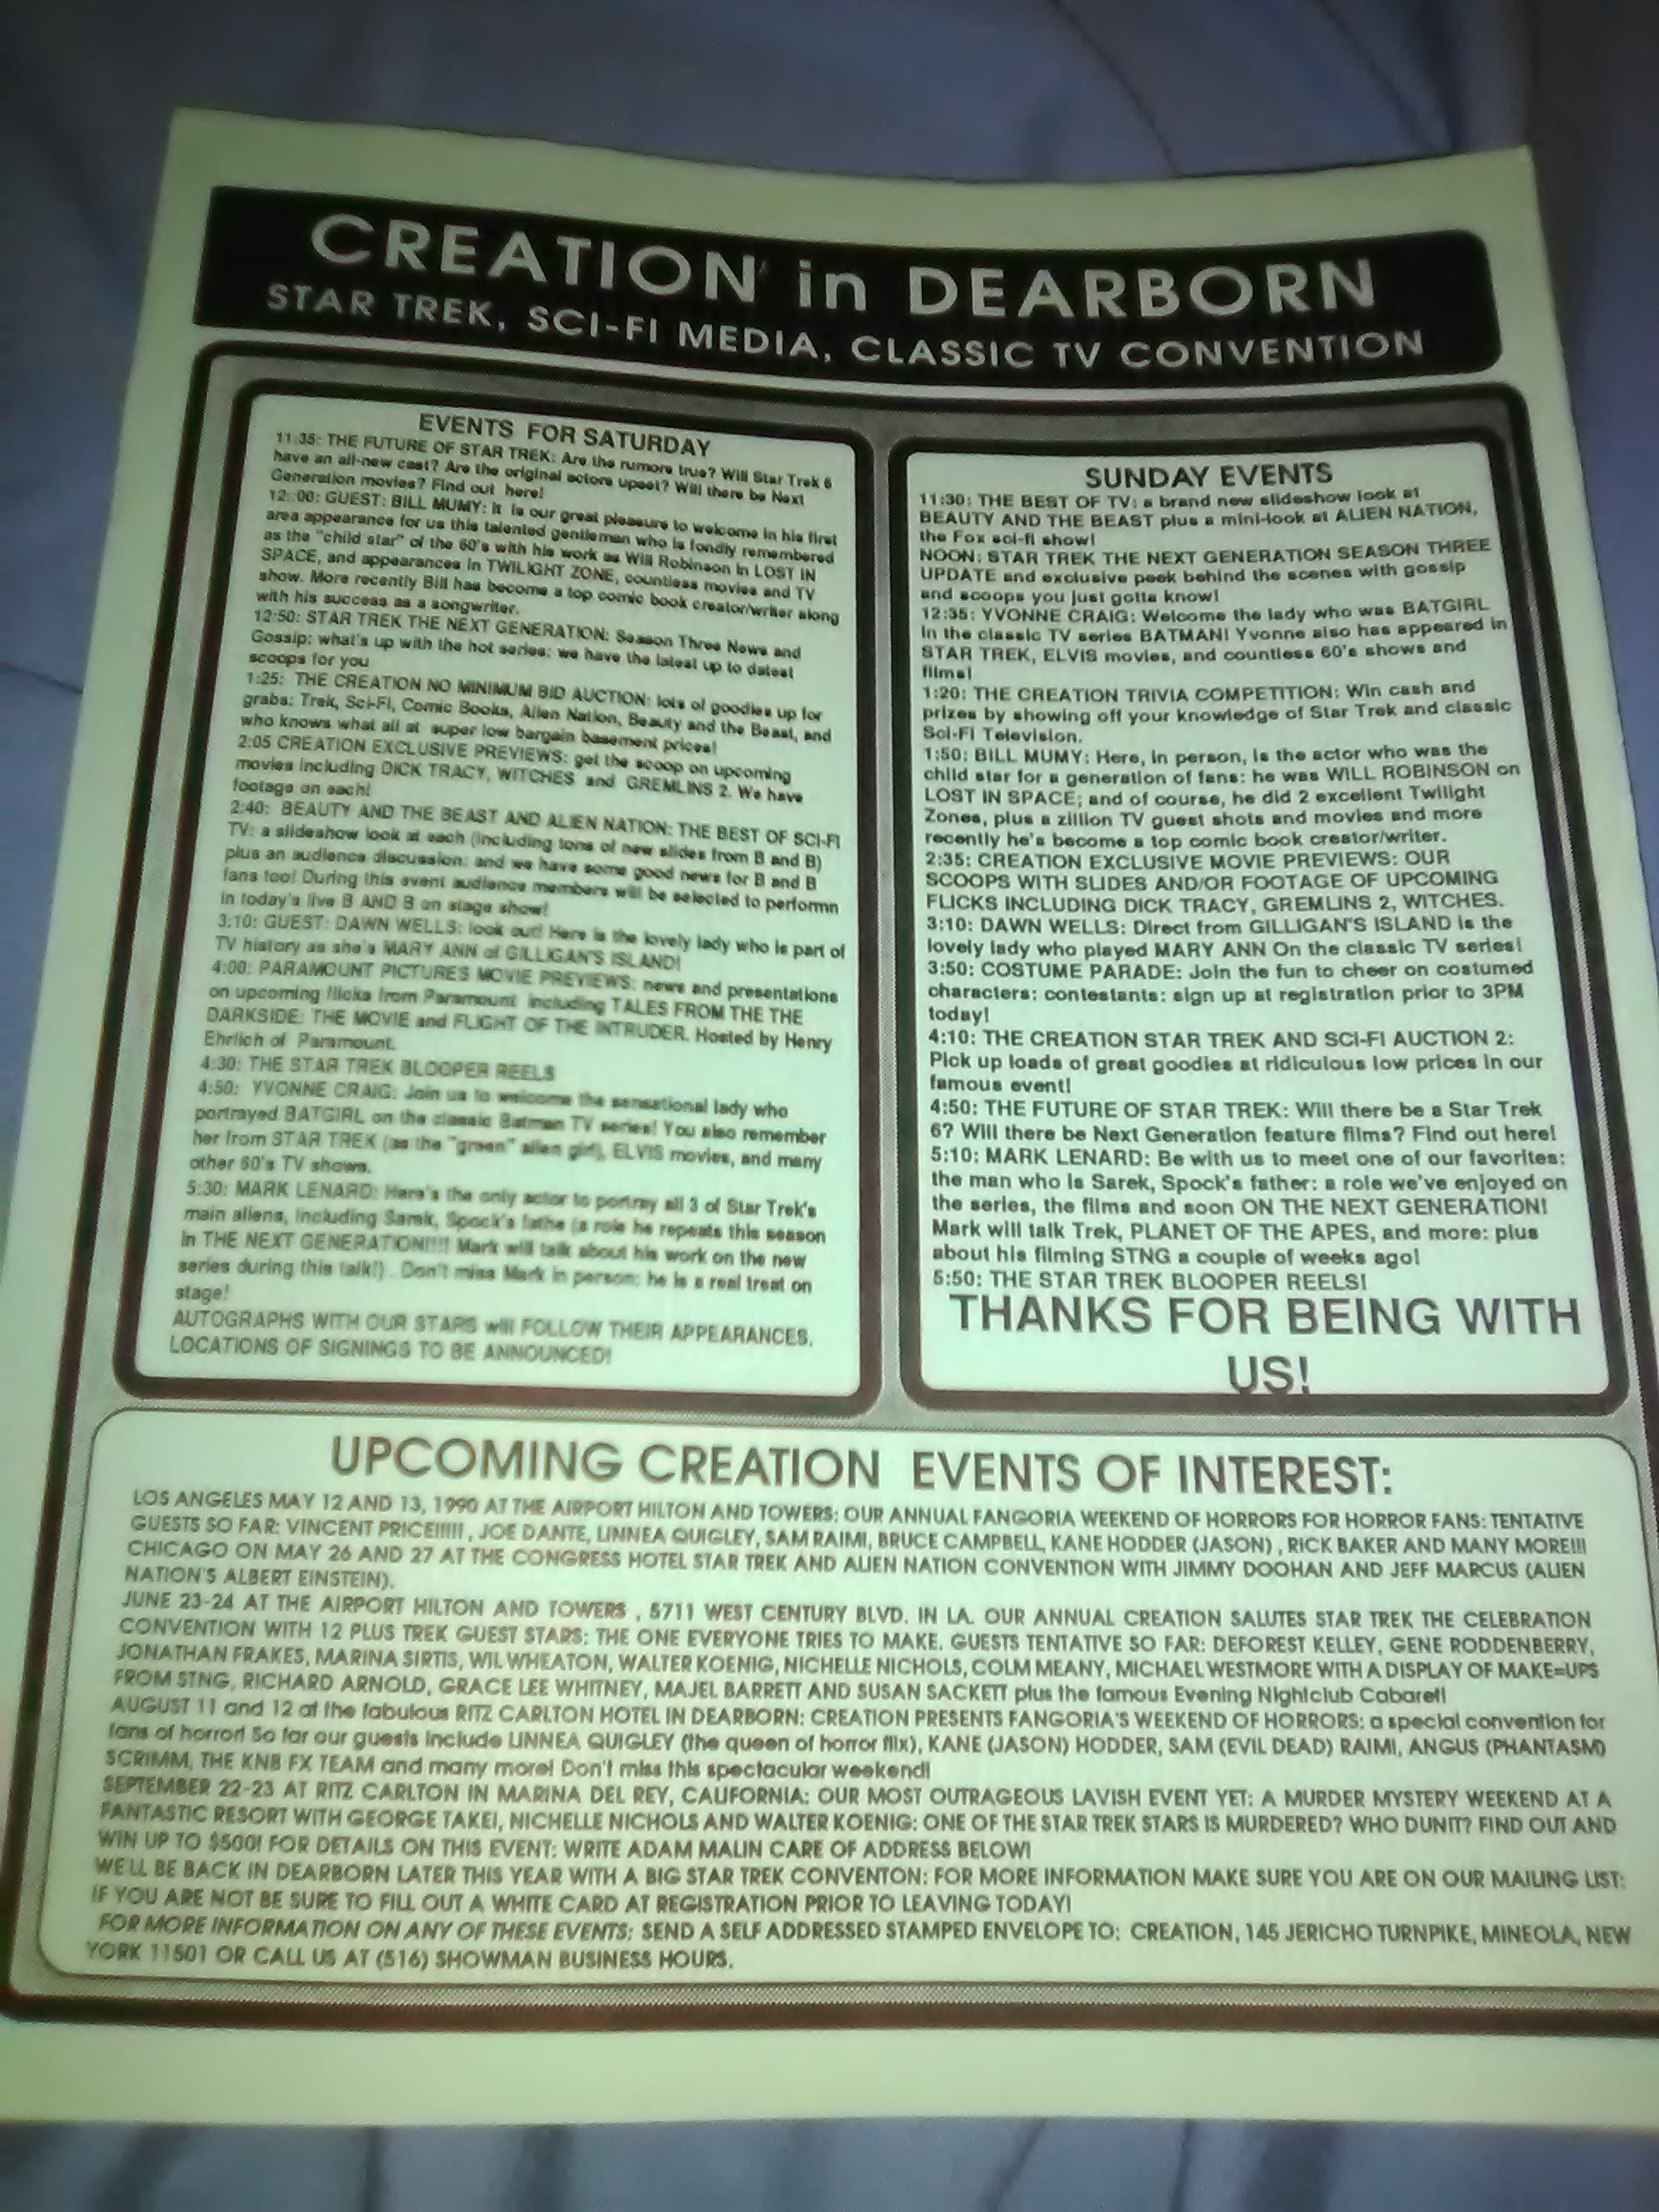 CREATION in DEARBORN
STAR TREK, SCI-FI MEDIA, CLASSIC TV CONVENTION
EVENTS FOR SATURDAY
11:35: THE FUTURE OF STAR TREK: Are the rumors true? Will Star Trek 6
have an all-new cast? Are the original actors upset? Will there be Next
Generation movies? Find out here!
12:00: GUEST: BILL MUMY: It is our great pleasure to welcome in his first
area appearance for us this talented gentleman who is fondly remembered
as the "child star" of the 60's with his work as Will Robinson in LOST IN
SPACE, and appearances in TWILIGHT ZONE, countless movies and TV
show. More recently Bill has become a top comic book creator/writer along
with his success as a songwriter.
12:50: STAR TREK THE NEXT GENERATION: Season Three News and
Gossip: what's up with the hot series: we have the latest up to datest
scoops for you
1:25: THE CREATION NO MINIMUM BID AUCTION: lots of goodies up for
grabs: Trek, Sci-Fi, Comic Books, Alien Nation, Beauty and the Beast, and
who knows what all at super low bargain basement prices!
2:05 CREATION EXCLUSIVE PREVIEWS: get the scoop on upcoming
movies including DICK TRACY, WITCHES and GREMLINS 2. We have
footage on each!
2:40: BEAUTY AND THE BEAST AND ALIEN NATION: THE BEST OF SCI-FI
TV: a slideshow look at each (including tons of new slides from B and B)
plus an audience discussion: and we have some good news for B and B
fans too! During this event audience members will be selected to performn
in today's live B AND B on stage show!
3:10: GUEST: DAWN WELLS: look out! Here is the lovely lady who is part of
TV history as she's MARY ANN of GILLIGAN'S ISLAND!
4:00: PARAMOUNT PICTURES MOVIE PREVIEWS: news and presentations
on upcoming flicks from Paramount including TALES FROM THE THE
DARKSIDE: THE MOVIE and FLIGHT OF THE INTRUDER. Hosted by Henry
Ehrlich of Paramount.
4:30: THE STAR TREK BLOOPER REELS
4:50: YVONNE CRAIG: Join us to welcome the sensational lady who
portrayed BATGIRL on the classic Batman TV series! You also remember
her from STAR TREK (as the "green" alien girl), ELVIS movies, and many
other 60's TV shows.
5:30: MARK LENARD: Here's the only actor to portray all 3 of Star Trek's
main aliens, including Sarek, Spock's fathe (a role he repeats this season
in THE NEXT GENERATION!!!! Mark will talk about his work on the new
series during this talk!) . Don't miss Mark in person: he is a real treat on
stage!
AUTOGRAPHS WITH OUR STARS will FOLLOW THEIR APPEARANCES.
LOCATIONS OF SIGNINGS TO BE ANNOUNCED!
SUNDAY EVENTS
11:30: THE BEST OF TV: a brand new slideshow look at
BEAUTY AND THE BEAST plus a mini-look at ALIEN NATION,
the Fox sci-fi show!
NOON: STAR TREK THE NEXT GENERATION SEASON THREE
UPDATE and exclusive peek behind the scenes with gossip
and scoops you just gotta know!
12:35: YVONNE CRAIG: Welcome the lady who was BATGIRL
in the classic TV series BATMAN! Yvonne also has appeared in
STAR TREK, ELVIS movies, and countless 60's shows and
films!
1:20: THE CREATION TRIVIA COMPETITION: Win cash and
prizes by showing off your knowledge of Star Trek and classic
Sci-Fi Television.
1:50: BILL MUMY: Here, in person, is the actor who was the
child star for a generation of fans: he was WILL ROBINSON on
LOST IN SPACE; and of course, he did 2 excellent Twilight
Zones, plus a zillion TV guest shots and movies and more
recently he's become a top comic book creator/writer.
2:35: CREATION EXCLUSIVE MOVIE PREVIEWS: OUR
SCOOPS WITH SLIDES AND/OR FOOTAGE OF UPCOMING
FLICKS INCLUDING DICK TRACY, GREMLINS 2, WITCHES.
3:10: DAWN WELLS: Direct from GILLIGAN'S ISLAND is the
lovely lady who played MARY ANN On the classic TV series!
3:50: COSTUME PARADE: Join the fun to cheer on costumed
characters: contestants: sign up at registration prior to 3PM
today!
4:10: THE CREATION STAR TREK AND SCI-FI AUCTION 2:
Pick up loads of great goodies at ridiculous low prices in our
famous event!
4:50: THE FUTURE OF STAR TREK: Will there be a Star Trek
6? Will there be Next Generation feature films? Find out here!
5:10: MARK LENARD: Be with us to meet one of our favorites:
the man who is Sarek, Spock's father: a role we've enjoyed on
the series, the films and soon ON THE NEXT GENERATION!
Mark will talk Trek, PLANET OF THE APES, and more: plus
about his filming STNG a couple of weeks ago!
5:50: THE STAR TREK BLOOPER REELS!
THANKS FOR BEING WITH
US!
UPCOMING CREATION EVENTS OF INTEREST:
LOS ANGELES MAY 12 AND 13, 1990 AT THE AIRPORT HILTON AND TOWERS: OUR ANNUAL FANGORIA WEEKEND OF HORRORS FOR HORROR FANS: TENTATIVE
GUESTS SO FAR: VINCENT PRICE!!!!!! , JOE DANTE, LINNEA QUIGLEY, SAM RAIMI, BRUCE CAMPBELL, KANE HODDER (JASON) , RICK BAKER AND MANY MORE!!!
CHICAGO ON MAY 26 AND 27 AT THE CONGRESS HOTEL STAR TREK AND ALIEN NATION CONVENTION WITH JIMMY DOOHAN AND JEFF MARCUS (ALIEN
NATION'S ALBERT EINSTEIN).
JUNE 23-24 AT THE AIRPORT HILTON AND TOWERS , 5711 WEST CENTURY BLVD. IN LA. OUR ANNUAL CREATION SALUTES STAR TREK THE CELEBRATION
CONVENTION WITH 12 PLUS TREK GUEST STARS: THE ONE EVERYONE TRIES TO MAKE. GUESTS TENTATIVE SO FAR: DEFOREST KELLEY, GENE RODDENBERRY,
JONATHAN FRAKES, MARINA SIRTIS, WIL WHEATON, WALTER KOENIG, NICHELLE NICHOLS, COLM MEANY, MICHAEL WESTMORE WITH A DISPLAY OF MAKE=UPS
FROM STNG, RICHARD ARNOLD, GRACE LEE WHITNEY, MAJEL BARRETT AND SUSAN SACKETT plus the famous Evening Nightclub Cabaret!
AUGUST 11 and 12 at the fabulous RITZ CARLTON HOTEL IN DEARBORN: CREATION PRESENTS FANGORIA'S WEEKEND OF HORRORS: a special convention for
fans of horror! So far our guests include LINNEA QUIGLEY (the queen of horror flix), KANE (JASON) HODDER, SAM (EVIL DEAD) RAIMI, ANGUS (PHANTASM)
SCRIMM, THE KNB FX TEAM and many more! Don't miss this spectacular weekend!
SEPTEMBER 22-23 AT RITZ CARLTON IN MARINA DEL REY, CALIFORNIA: OUR MOST OUTRAGEOUS LAVISH EVENT YET: A MURDER MYSTERY WEEKEND AT A
FANTASTIC RESORT WITH GEORGE TAKEI, NICHELLE NICHOLS AND WALTER KOENIG: ONE OF THE STAR TREK STARS IS MURDERED? WHO DUNIT? FIND OUT AND
WIN UP TO $500! FOR DETAILS ON THIS EVENT: WRITE ADAM MALIN CARE OF ADDRESS BELOW!
WE'LL BE BACK IN DEARBORN LATER THIS YEAR WITH A BIG STAR TREK CONVENTON: FOR MORE INFORMATION MAKE SURE YOU ARE ON OUR MAILING LIST:
IF YOU ARE NOT BE SURE TO FILL OUT A WHITE CARD AT REGISTRATION PRIOR TO LEAVING TODAY!
FOR MORE INFORMATION ON ANY OF THESE EVENTS: SEND A SELF ADDRESSED STAMPED ENVELOPE TO: CREATION, 145 JERICHO TURNPIKE, MINEOLA, NEW
YORK 11501 OR CALL US AT (516) SHOWMAN BUSINESS HOURS.